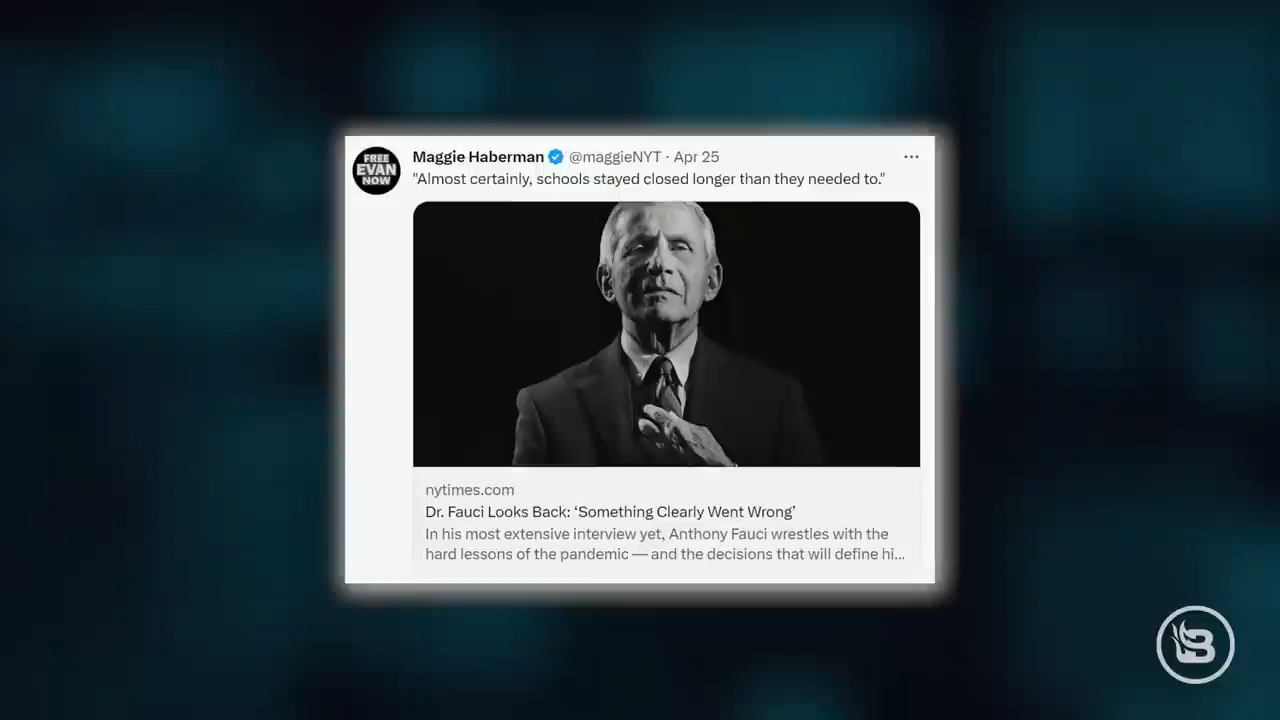 FREE
EVAN
NOW
Maggie Haberman @maggieNYT · Apr 25
"Almost certainly, schools stayed closed longer than they needed to."
nytimes.com
Dr. Fauci Looks Back: ‘Something Clearly Went Wrong’
In his most extensive interview yet, Anthony Fauci wrestles with the
hard lessons of the pandemic — and the decisions that will define hi...
B